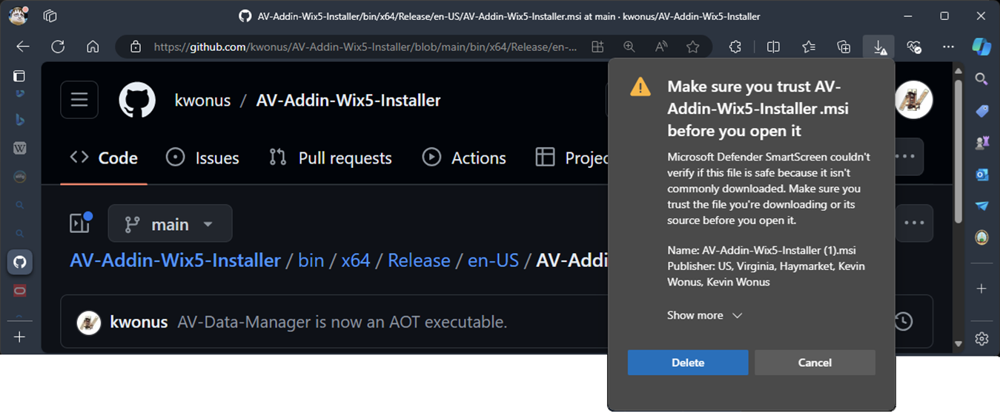 AV-Addin-Wix5-Installer/bin/x64/Release/en-US/AV-Addin-Wix5-Installer.msi at main · kwonus/AV-Addin-Wix5-Installer
https://github.com/kwonus/AV-Addin-Wix5-Installer/blob/main/bin/x64/Release/en-...
kwonus / AV-Addin-Wix5-Installer
Code
Issues
Pull requests
Actions
Projec
main
AV-Addin-Wix5-Installer / bin / x64 / Release / en-US / AV-Addi
kwonus AV-Data-Manager is now an AOT executable.
Make sure you trust AV-
Addin-Wix5-Installer.msi
before you open it
Microsoft Defender SmartScreen couldn't
verify if this file is safe because it isn't
commonly downloaded. Make sure you
trust the file you're downloading or its
source before you open it.
Name: AV-Addin-Wix5-Installer (1).msi
Publisher: US, Virginia, Haymarket, Kevin
Wonus, Kevin Wonus
Show more
Delete
Cancel